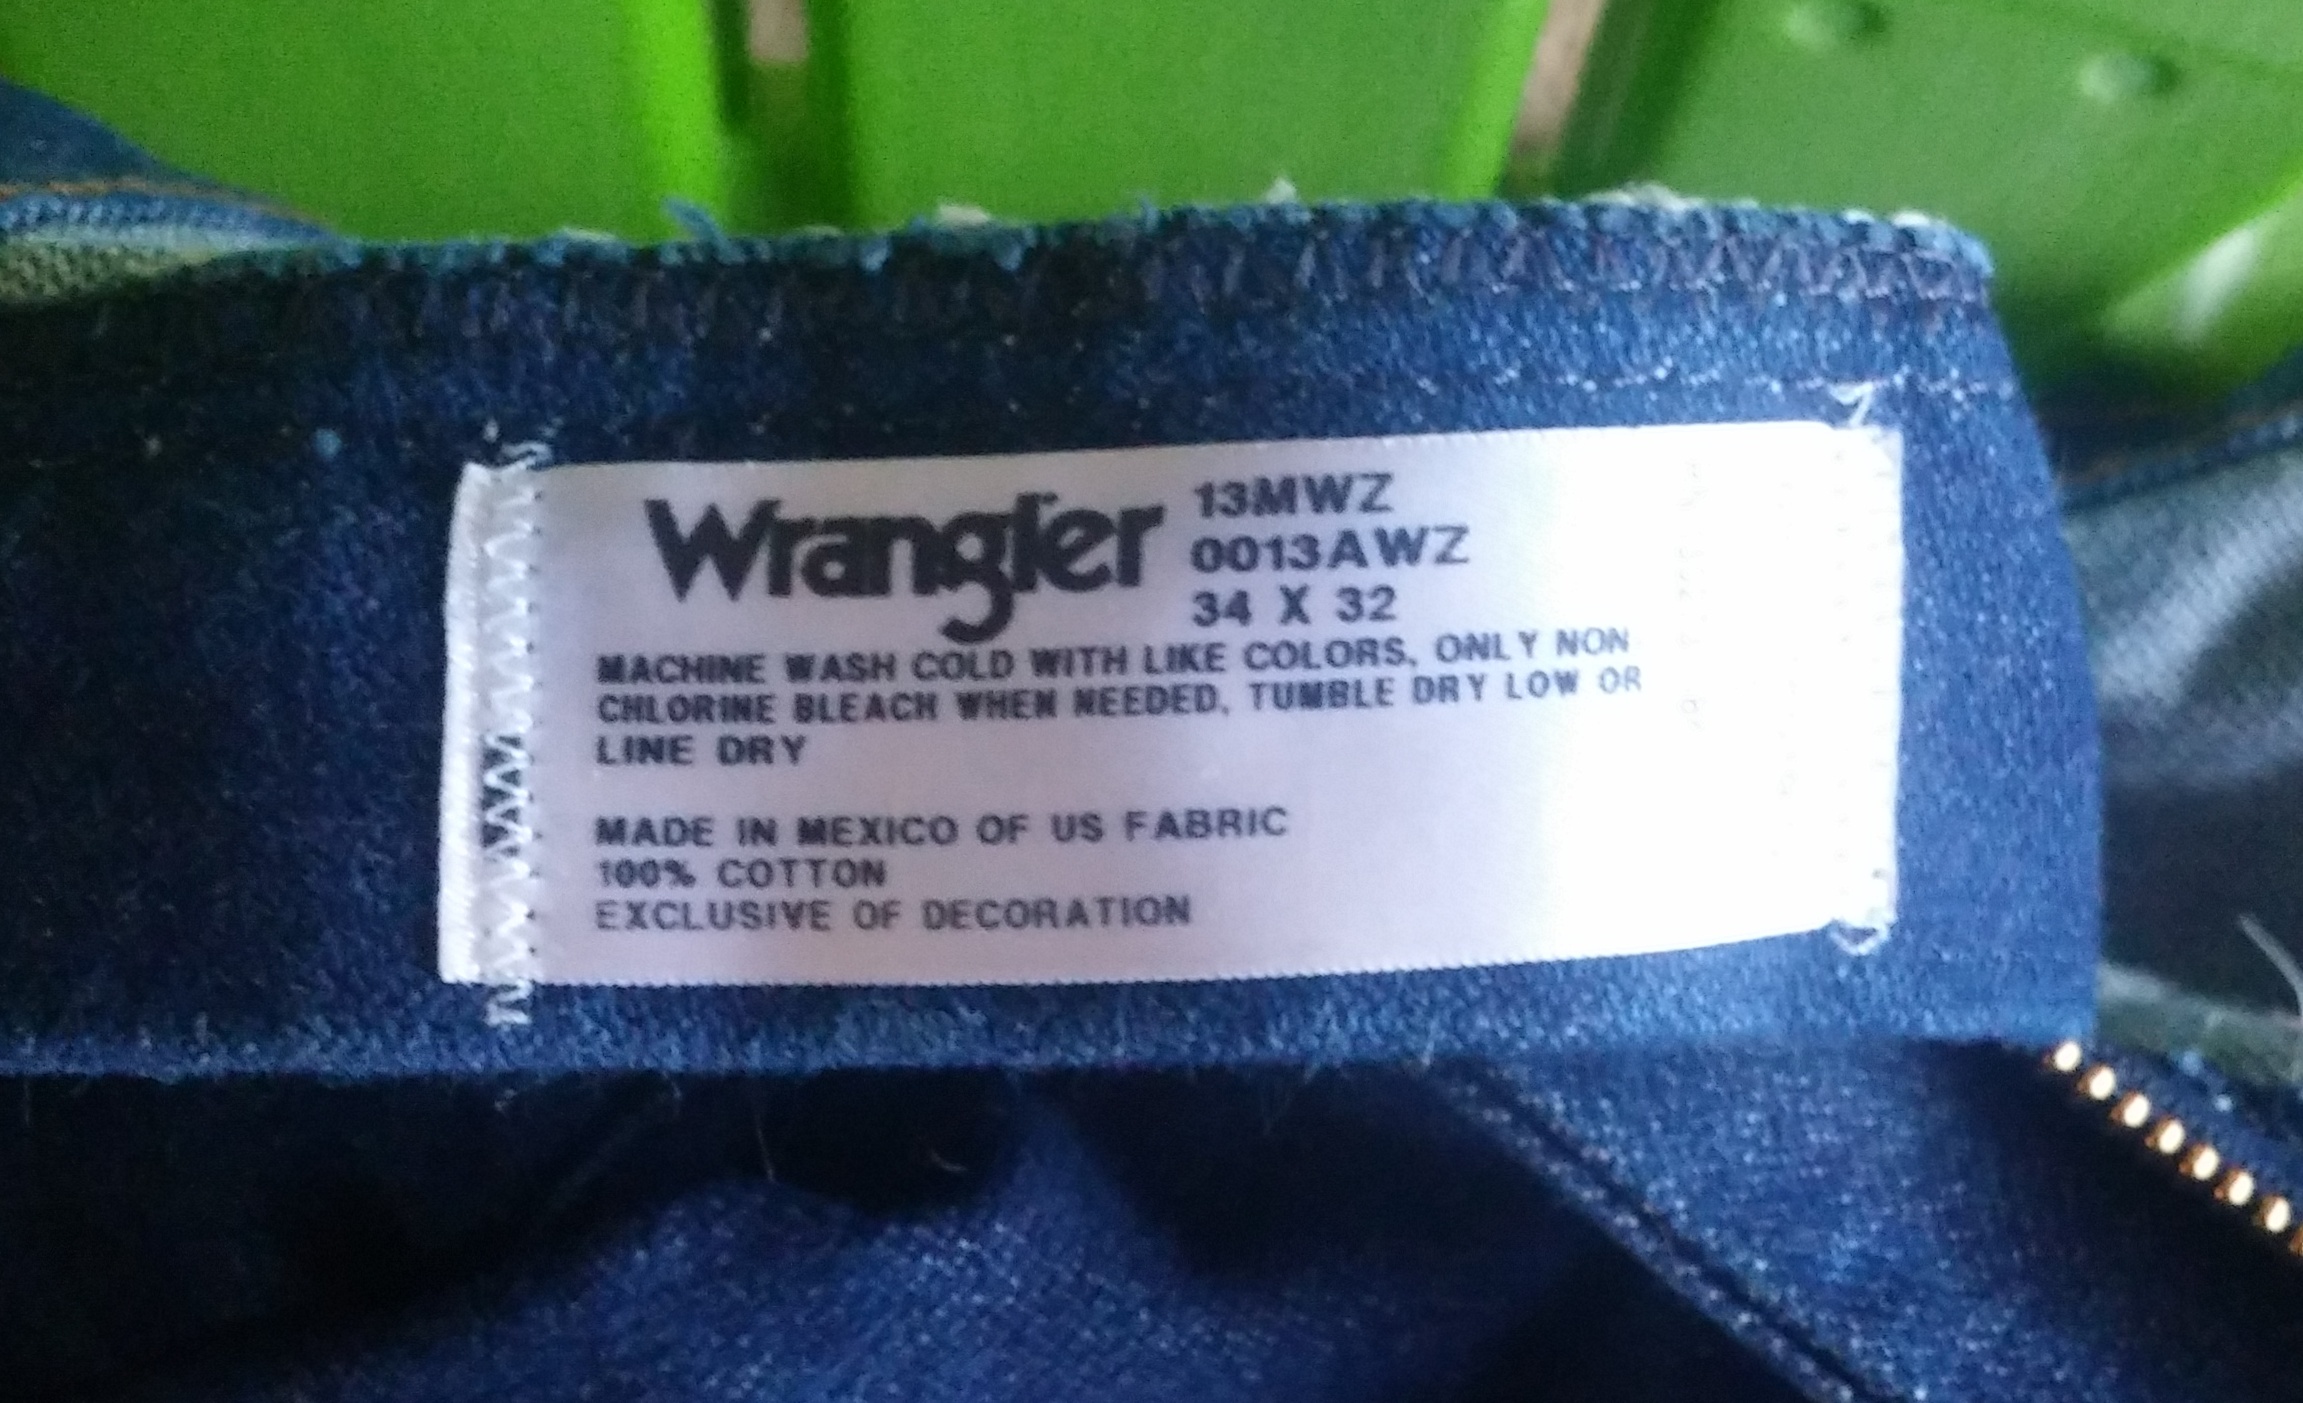 Wrangler 13MWZ
0013AWZ
34 X 32
MACHINE WASH COLD WITH LIKE COLORS, ONLY NON
CHLORINE BLEACH WHEN NEEDED, TUMBLE DRY LOW OR
LINE DRY
MADE IN MEXICO OF US FABRIC
100% COTTON
EXCLUSIVE OF DECORATION